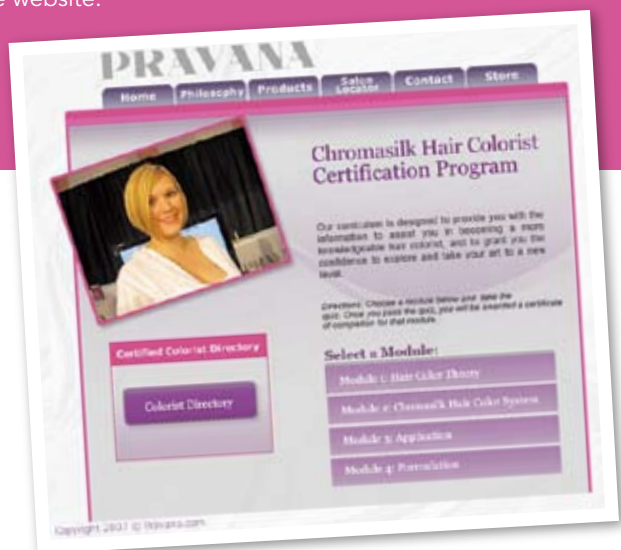 website.
PRAVANA
Home Philosophy Products Salon Locator Contact Store
Chromasilk Hair Colorist
Certification Program
Our curriculum is designed to provide you with the
information to assist you in becoming a more
knowledgeable hair colorist, and to grant you the
confidence to explore and take your art to a new
level.
Directions: Choose a module below and take the
quiz. Once you pass the quiz, you will be awarded a certificate
of completion for that module.
Certified Colorist Directory
Colorist Directory
Select a Module:
Module 1: Hair Color Theory
Module 2: Chromasilk Hair Color System
Module 3: Application
Module 4: Formulation
Copyright 2007 © Pravana.com